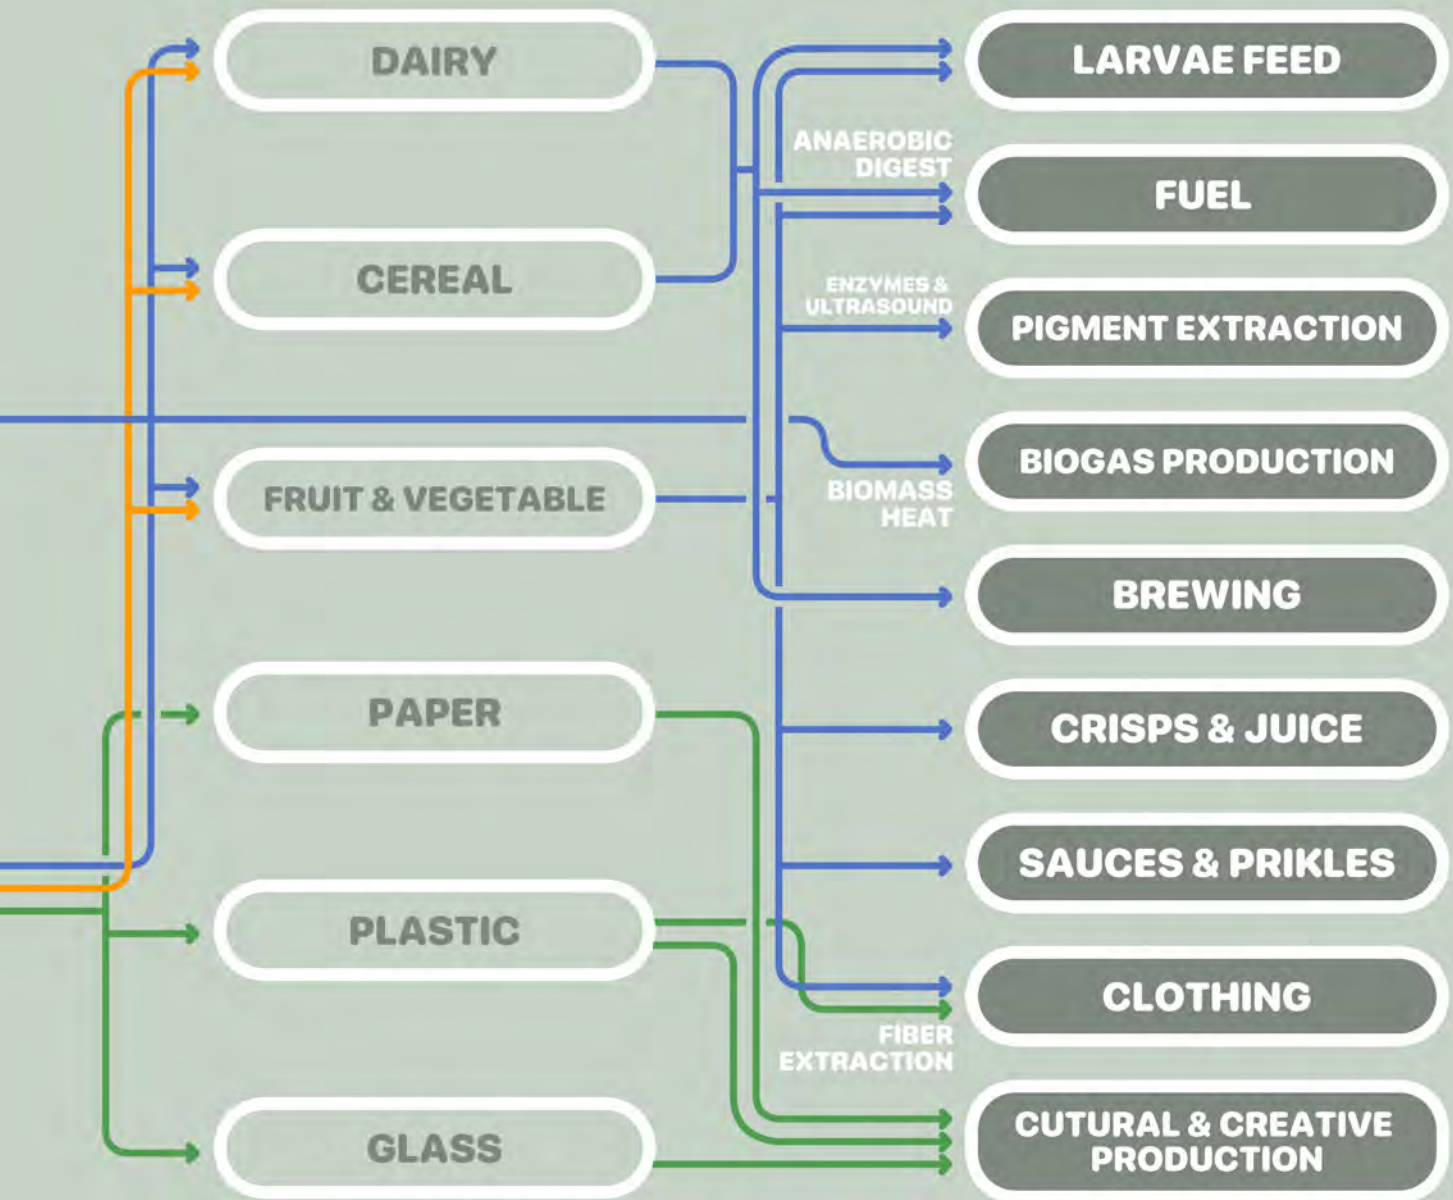 DAIRY
CEREAL
FRUIT & VEGETABLE
PAPER
PLASTIC
GLASS
ANAEROBIC
DIGEST
ENZYMES &
ULTRASOUND
BIOMASS
HEAT
FIBER
EXTRACTION
LARVAE FEED
FUEL
PIGMENT EXTRACTION
BIOGAS PRODUCTION
BREWING
CRISPS & JUICE
SAUCES & PRIKLES
CLOTHING
CUTURAL & CREATIVE
PRODUCTION